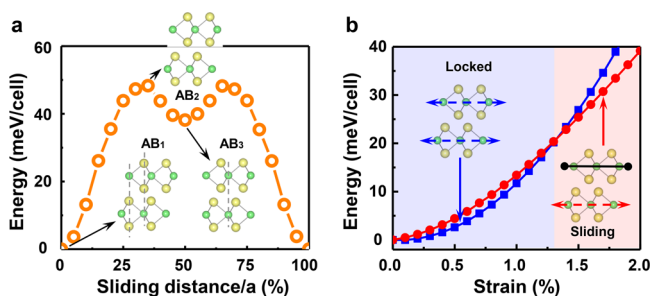 a
Energy (meV/cell)
60
40
20
0
AB2
AB1
AB3
0
25
50
75
100
Sliding distance/a (%)
b
Energy (meV/cell)
40
30
20
10
0
Locked
Sliding
0.0
0.5
1.0
1.5
2.0
Strain (%)